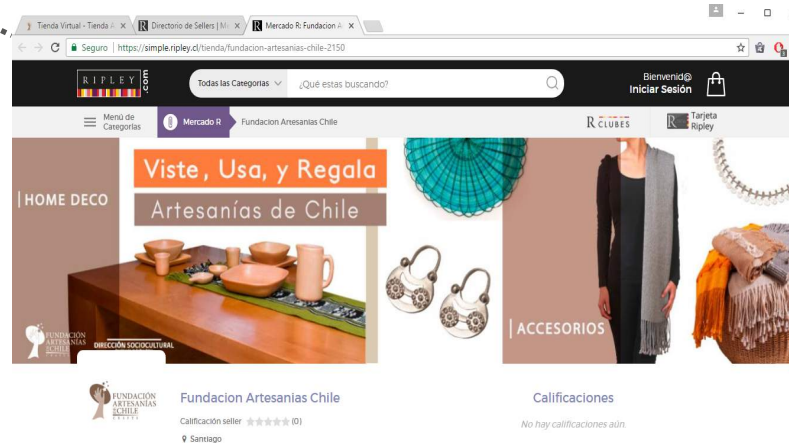 Tienda Virtual - Tienda A
Directorio de Sellers | Mi
Mercado R: Fundacion A
Seguro | https://simple.ripley.cl/tienda/fundacion-artesanias-chile-2150
RIPLEY.com
Todas las Categorias
¿Qué estas buscando?
Bienvenid@
Iniciar Sesión
Menú de
Categorías
Mercado R
Fundacion Artesanias Chile
R CLUBES
R
Tarjeta
Ripley
Viste, Usa, y Regala
Artesanías de Chile
|HOME DECO
|ACCESORIOS
FUNDACIÓN
ARTESANÍAS
DE CHILE
DIRECCIÓN SOCIOCULTURAL
FUNDACIÓN
ARTESANÍAS
DE CHILE
Fundacion Artesanias Chile
Calificación seller (0)
Santiago
Calificaciones
No hay calificaciones aún.